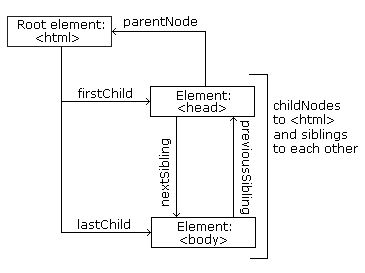 parentNode
Root element:
<html>
firstChild
Element:
<head>
childNodes
to <html>
and siblings
to each other
nextSibling
previousSibling
lastChild
Element:
<body>